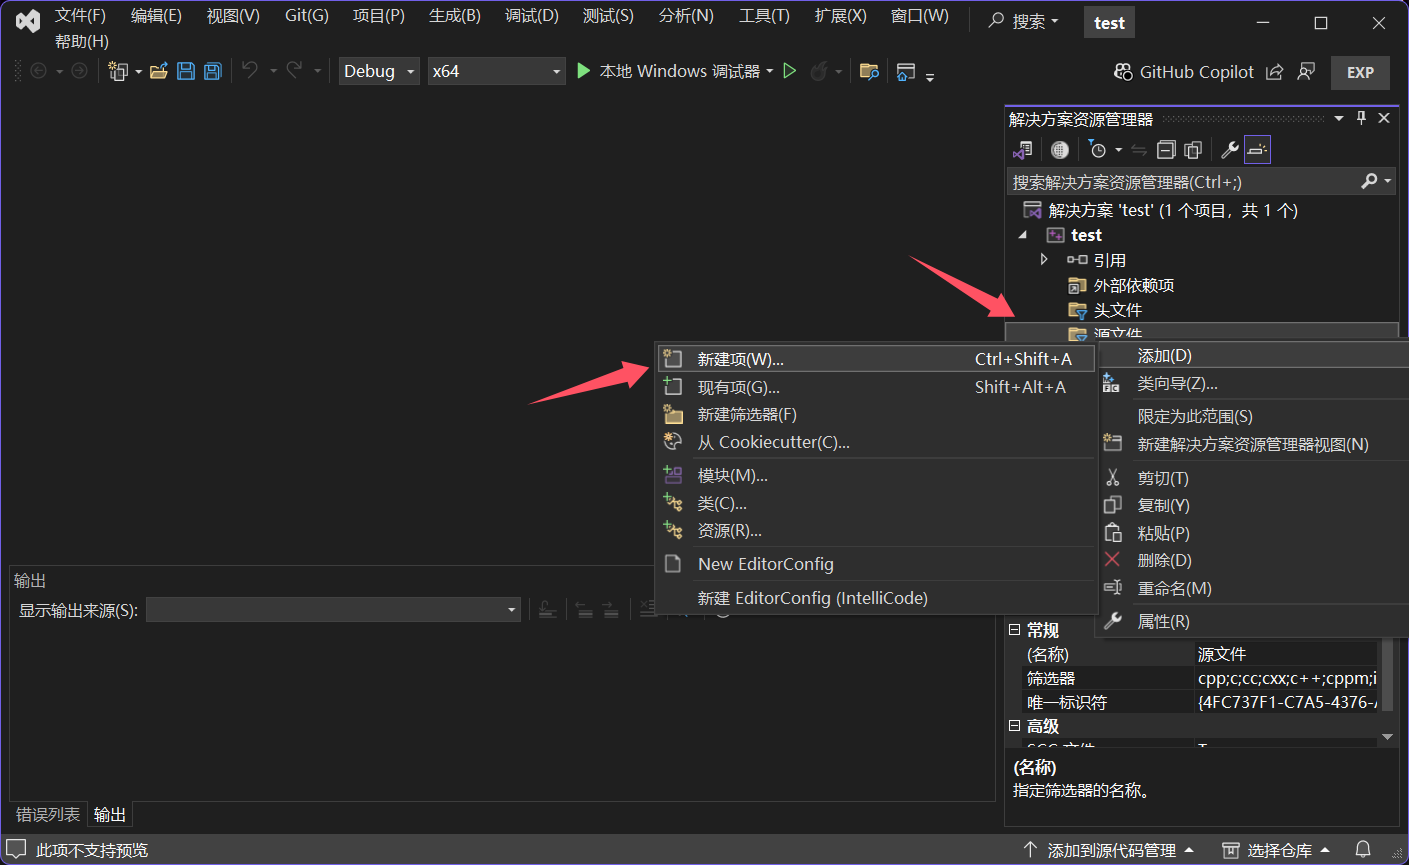 文件(F) 编辑(E) 视图(V) Git(G) 项目(P) 生成(B) 调试(D) 测试(S) 分析(N) 工具(T) 扩展(X) 窗口(W) 搜索 test
帮助(H)
Debug x64 本地 Windows 调试器 GitHub Copilot EXP
解决方案资源管理器
搜索解决方案资源管理器(Ctrl+;)
解决方案 'test' (1 个项目，共 1 个)
test
引用
外部依赖项
头文件
源文件
新建项(W)... Ctrl+Shift+A
现有项(G)... Shift+Alt+A
新建筛选器(F)
从 Cookiecutter(C)...
模块(M)...
类(C)...
资源(R)...
New EditorConfig
新建 EditorConfig (IntelliCode)
添加(D)
类向导(Z)...
限定为此范围(S)
新建解决方案资源管理器视图(N)
剪切(T)
复制(Y)
粘贴(P)
删除(D)
重命名(M)
属性(R)
输出
显示输出来源(S):
常规
(名称) 源文件
筛选器 cpp;c;cc;cxx;c++;cppm;i
唯一标识符 {4FC737F1-C7A5-4376-A
高级
(名称)
指定筛选器的名称。
错误列表 输出
此项不支持预览 添加到源代码管理 选择仓库